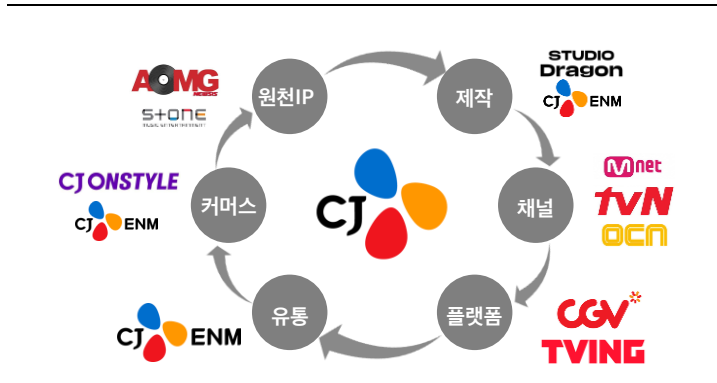 AOMG
NEWSIS
원천IP
STONE
MUSIC ENTERTAINMENT
제작
STUDIO
Dragon
CJ ENM
CJ ONSTYLE
CJ ENM
커머스
CJ
채널
Mnet
tvN
OCN
CJ ENM
유통
플랫폼
CGV
TVING